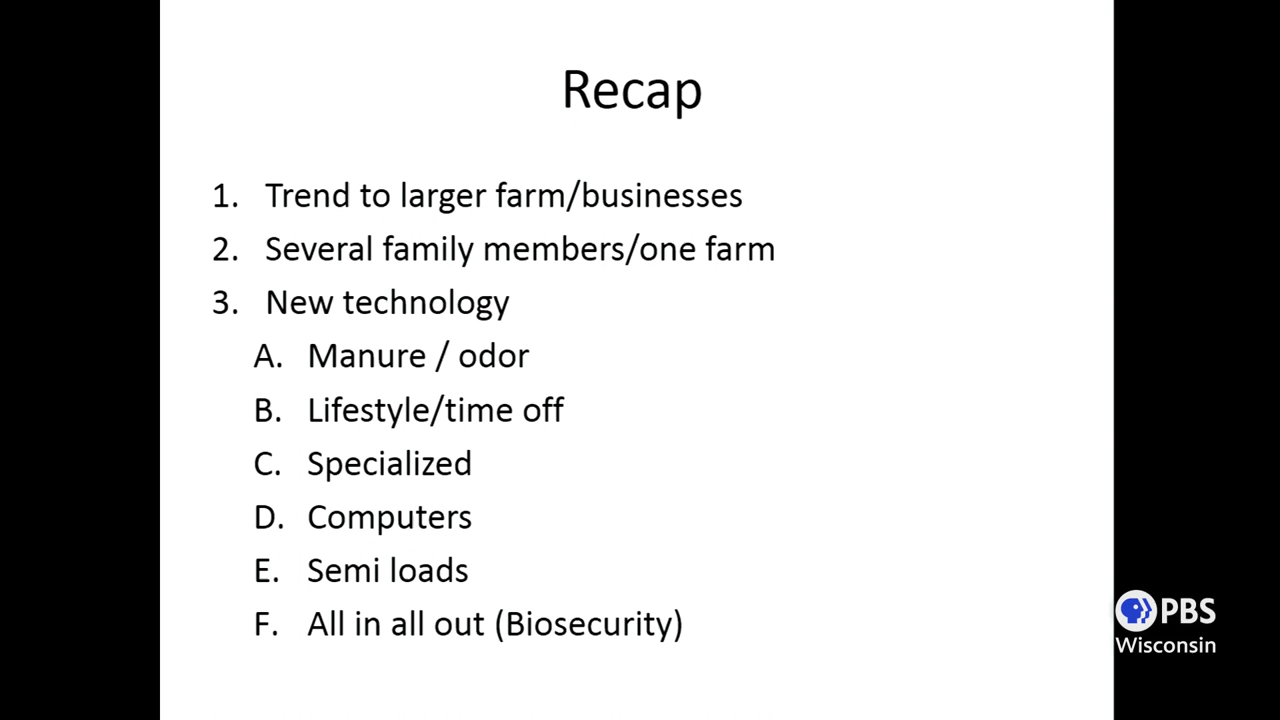 Recap
1. Trend to larger farm/businesses
2. Several family members/one farm
3. New technology
A. Manure / odor
B. Lifestyle/time off
C. Specialized
D. Computers
E. Semi loads
F. All in all out (Biosecurity)
PBS
Wisconsin